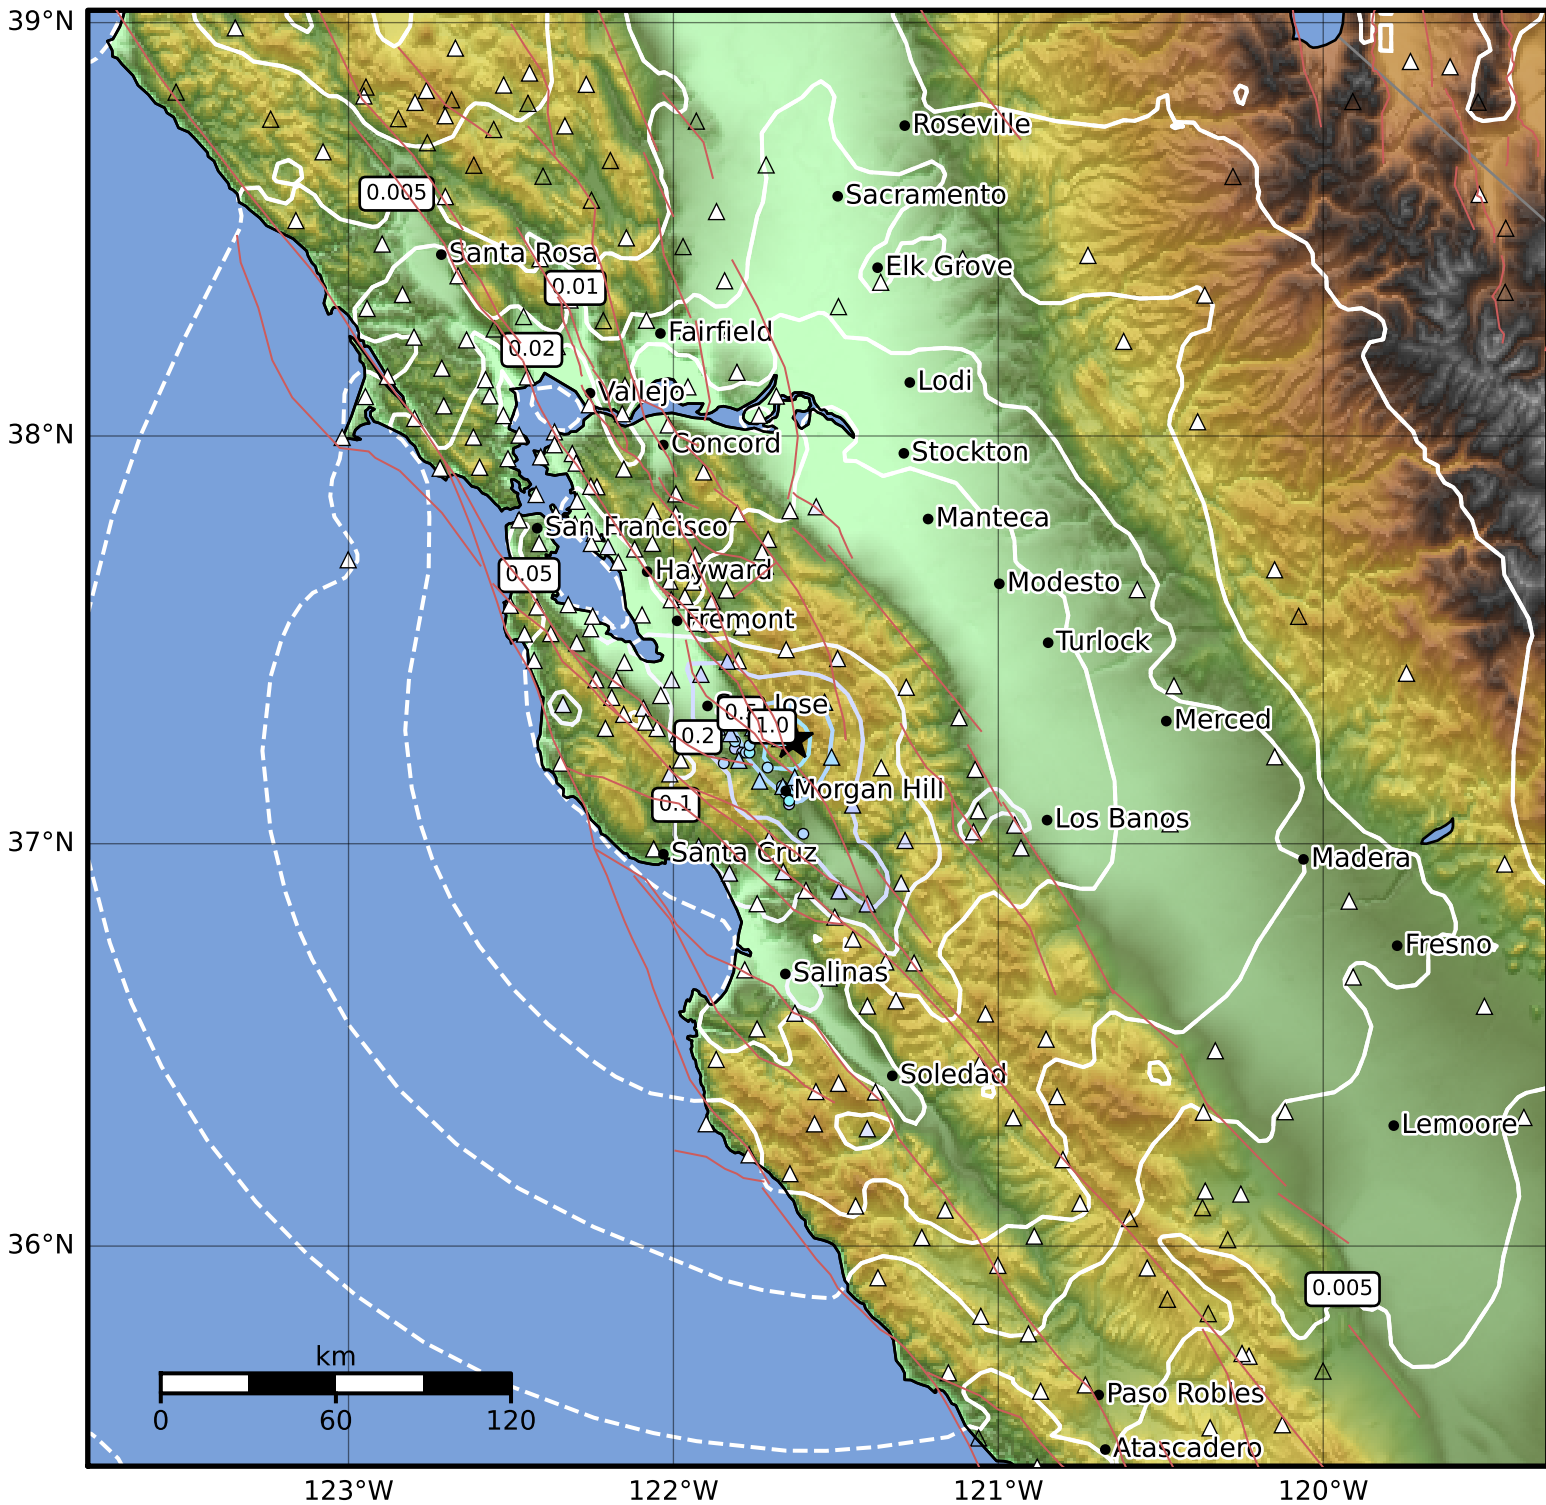 39°N
Roseville
0.005
Sacramento
Santa Rosa
Elk Grove
0.01
Fairfield
0.02
Lodi
Vallejo
38°N
Concord
Stockton
Manteca
San Francisco
0.05
Hayward
Modesto
Fremont
Turlock
Jose
1.0
0.2
Merced
Morgan Hill
0.1
Los Banos
37°N
Santa Cruz
Madera
Fresno
Salinas
Soledad
Lemoore
36°N
0.005
km
0 60 120
Paso Robles
Atascadero
123°W 122°W 121°W 120°W